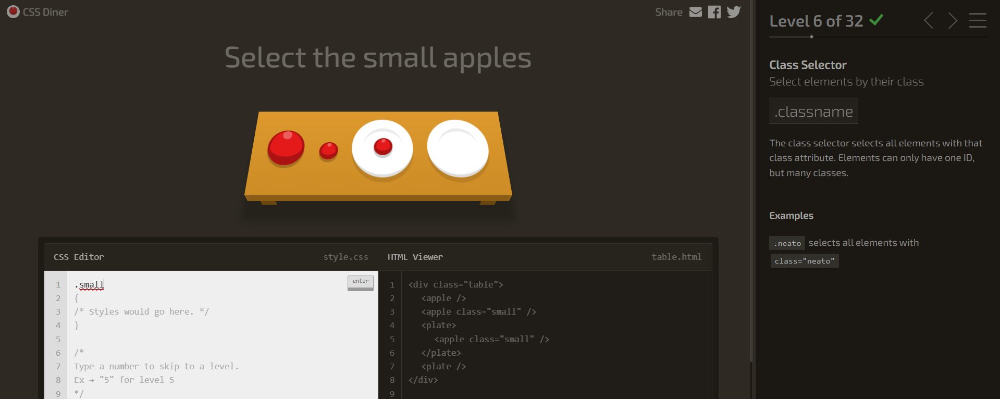 CSS Diner
Share
Select the small apples
CSS Editor
style.css
1 .small
2 {
3 /* Styles would go here. */
4 }
5
6 /*
7 Type a number to skip to a level.
8 Ex → "5" for level 5
9 */
enter
HTML Viewer
table.html
1 <div class="table">
2 <apple />
3 <apple class="small" />
4 <plate>
5 <apple class="small" />
6 </plate>
7 <plate />
8 </div>
9
Level 6 of 32
Class Selector
Select elements by their class
.classname
The class selector selects all elements with that
class attribute. Elements can only have one ID,
but many classes.
Examples
.neato selects all elements with
class="neato"